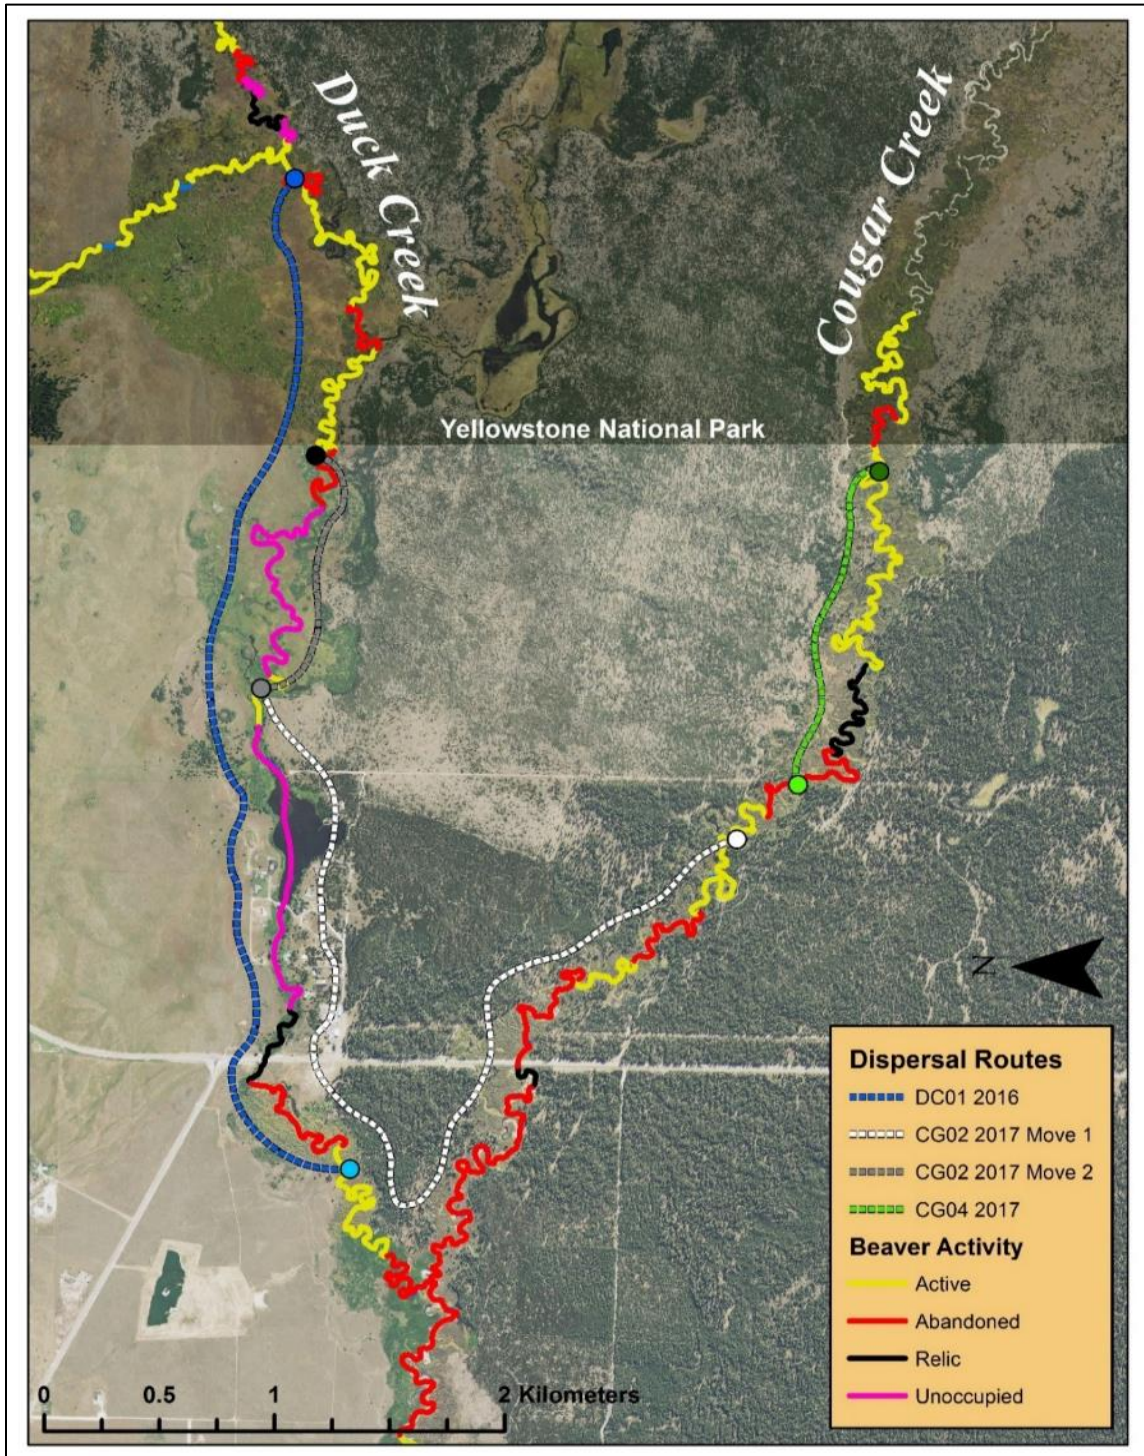 Duck Creek
Cougar Creek
Yellowstone National Park
N
Dispersal Routes
DC01 2016
CG02 2017 Move 1
CG02 2017 Move 2
CG04 2017
Beaver Activity
Active
Abandoned
Relic
Unoccupied
0 0.5 1 2 Kilometers